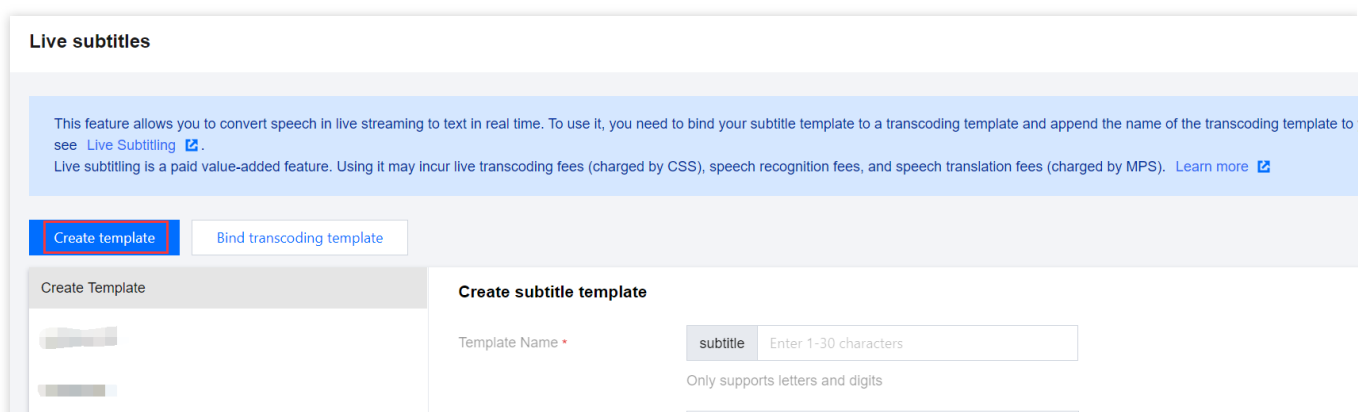 Live subtitles
This feature allows you to convert speech in live streaming to text in real time. To use it, you need to bind your subtitle template to a transcoding template and append the name of the transcoding template to
see Live Subtitling.
Live subtitling is a paid value-added feature. Using it may incur live transcoding fees (charged by CSS), speech recognition fees, and speech translation fees (charged by MPS). Learn more
Create template Bind transcoding template
Create Template
Create subtitle template
Template Name * subtitle Enter 1-30 characters
Only supports letters and digits